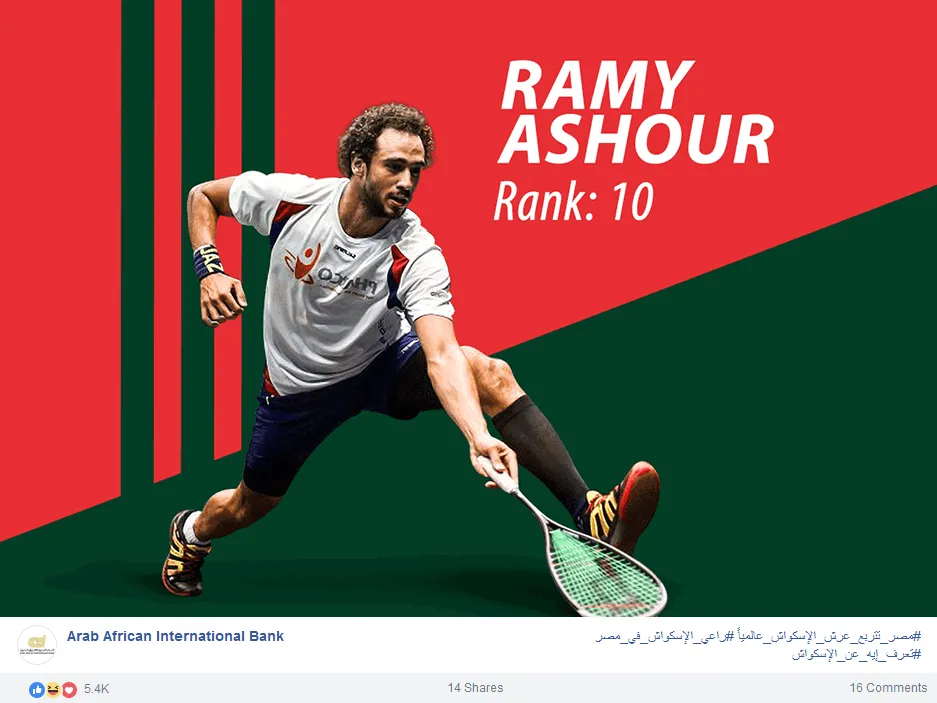 RAMY
ASHOUR
Rank: 10
Arab African International Bank
#مصر_تتربع_عرش_الإسكواش_عالمياً #راعي_الإسكواش_في_مصر
#تعرف_إيه_عن_الإسكواش
5.4K
14 Shares
16 Comments